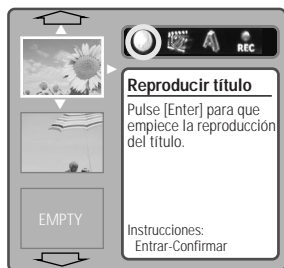 REC
Reproducir título
Pulse [Enter] para que
empiece la reproducción
del título.
EMPTY
Instrucciones:
Entrar-Confirmar